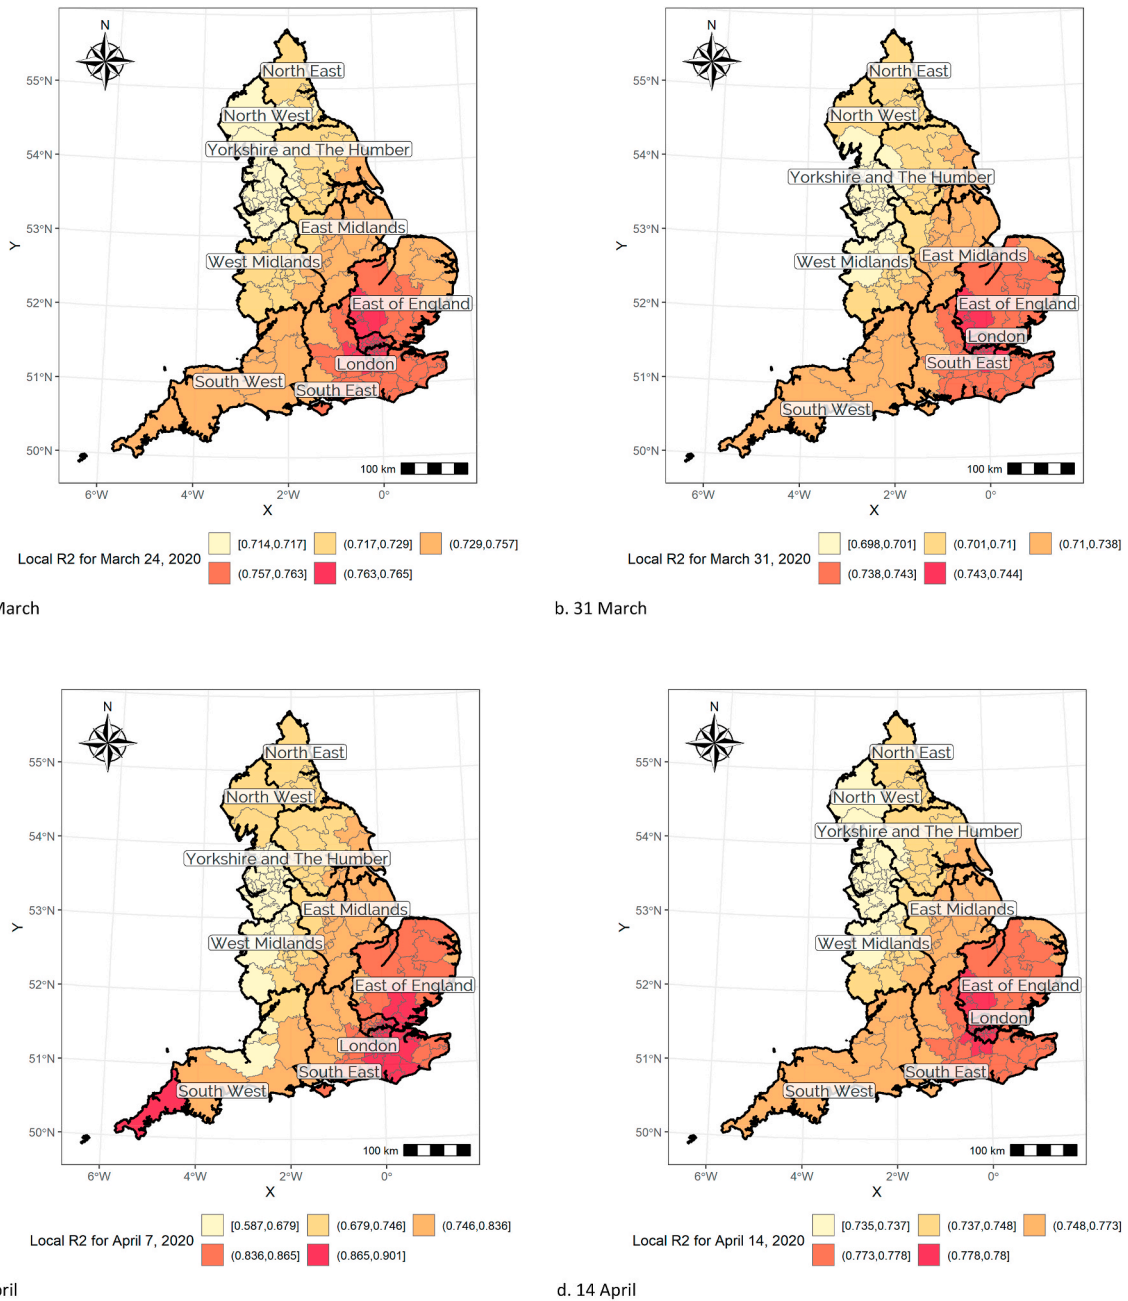 N
North East
North West
Yorkshire and The Humber
East Midlands
West Midlands
East of England
London
South West
South East
55°N
54°N
53°N
52°N
51°N
50°N
Y
100 km
6°W 4°W 2°W 0°
X
Local R2 for March 24, 2020
[0.714,0.717] (0.717,0.729] (0.729,0.757]
(0.757,0.763] (0.763,0.765]
March
N
North East
North West
Yorkshire and The Humber
East Midlands
West Midlands
East of England
London
South East
South West
55°N
54°N
53°N
52°N
51°N
50°N
Y
100 km
6°W 4°W 2°W 0°
X
Local R2 for March 31, 2020
[0.698,0.701] (0.701,0.71] (0.71,0.738]
(0.738,0.743] (0.743,0.744]
b. 31 March
N
North East
North West
Yorkshire and The Humber
East Midlands
West Midlands
East of England
London
South East
South West
55°N
54°N
53°N
52°N
51°N
50°N
Y
100 km
6°W 4°W 2°W 0°
X
Local R2 for April 7, 2020
[0.587,0.679] (0.679,0.746] (0.746,0.836]
(0.836,0.865] (0.865,0.901]
pril
N
North East
North West
Yorkshire and The Humber
East Midlands
West Midlands
East of England
London
South East
South West
55°N
54°N
53°N
52°N
51°N
50°N
Y
100 km
6°W 4°W 2°W 0°
X
Local R2 for April 14, 2020
[0.735,0.737] (0.737,0.748] (0.748,0.773]
(0.773,0.778] (0.778,0.78]
d. 14 April